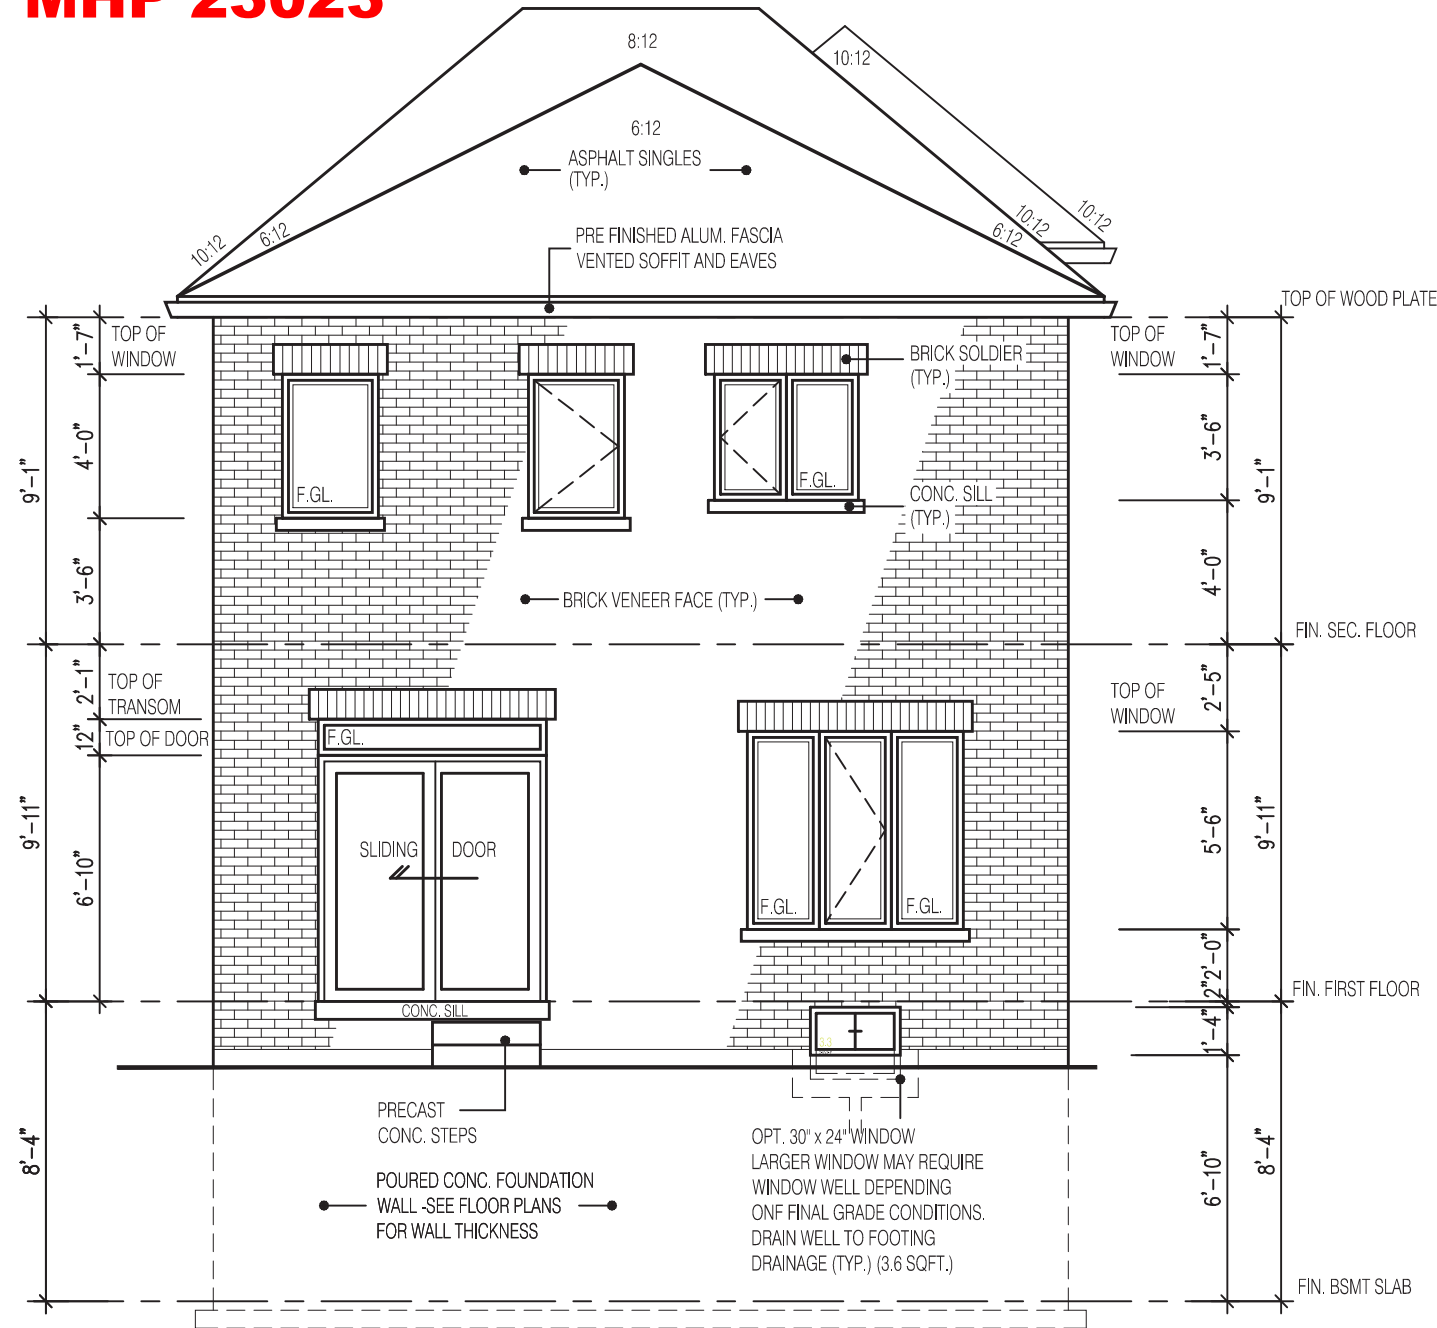 MHP 23023
8:12
10:12
6:12
ASPHALT SINGLES
(TYP.)
10:12
6:12
PRE FINISHED ALUM. FASCIA
VENTED SOFFIT AND EAVES
6:12
10:12
10:12
TOP OF WOOD PLATE
1'-7"
TOP OF
WINDOW
BRICK SOLDIER
(TYP.)
TOP OF
WINDOW
1'-7"
9'-1"
4'-0"
F.GL.
F.GL.
CONC. SILL
(TYP.)
3'-6"
9'-1"
3'-6"
BRICK VENEER FACE (TYP.)
4'-0"
FIN. SEC. FLOOR
2'-1"
TOP OF
TRANSOM
12"
TOP OF DOOR
F.GL.
TOP OF
WINDOW
2'-5"
9'-11"
6'-10"
SLIDING DOOR
F.GL.
F.GL.
5'-6"
9'-11"
2'-0"
2"
FIN. FIRST FLOOR
CONC. SILL
1'-4"
3.3
PRECAST
CONC. STEPS
8'-4"
POURED CONC. FOUNDATION
WALL -SEE FLOOR PLANS
FOR WALL THICKNESS
OPT. 30" x 24" WINDOW
LARGER WINDOW MAY REQUIRE
WINDOW WELL DEPENDING
ONF FINAL GRADE CONDITIONS.
DRAIN WELL TO FOOTING
DRAINAGE (TYP.) (3.6 SQFT.)
6'-10"
8'-4"
FIN. BSMT SLAB